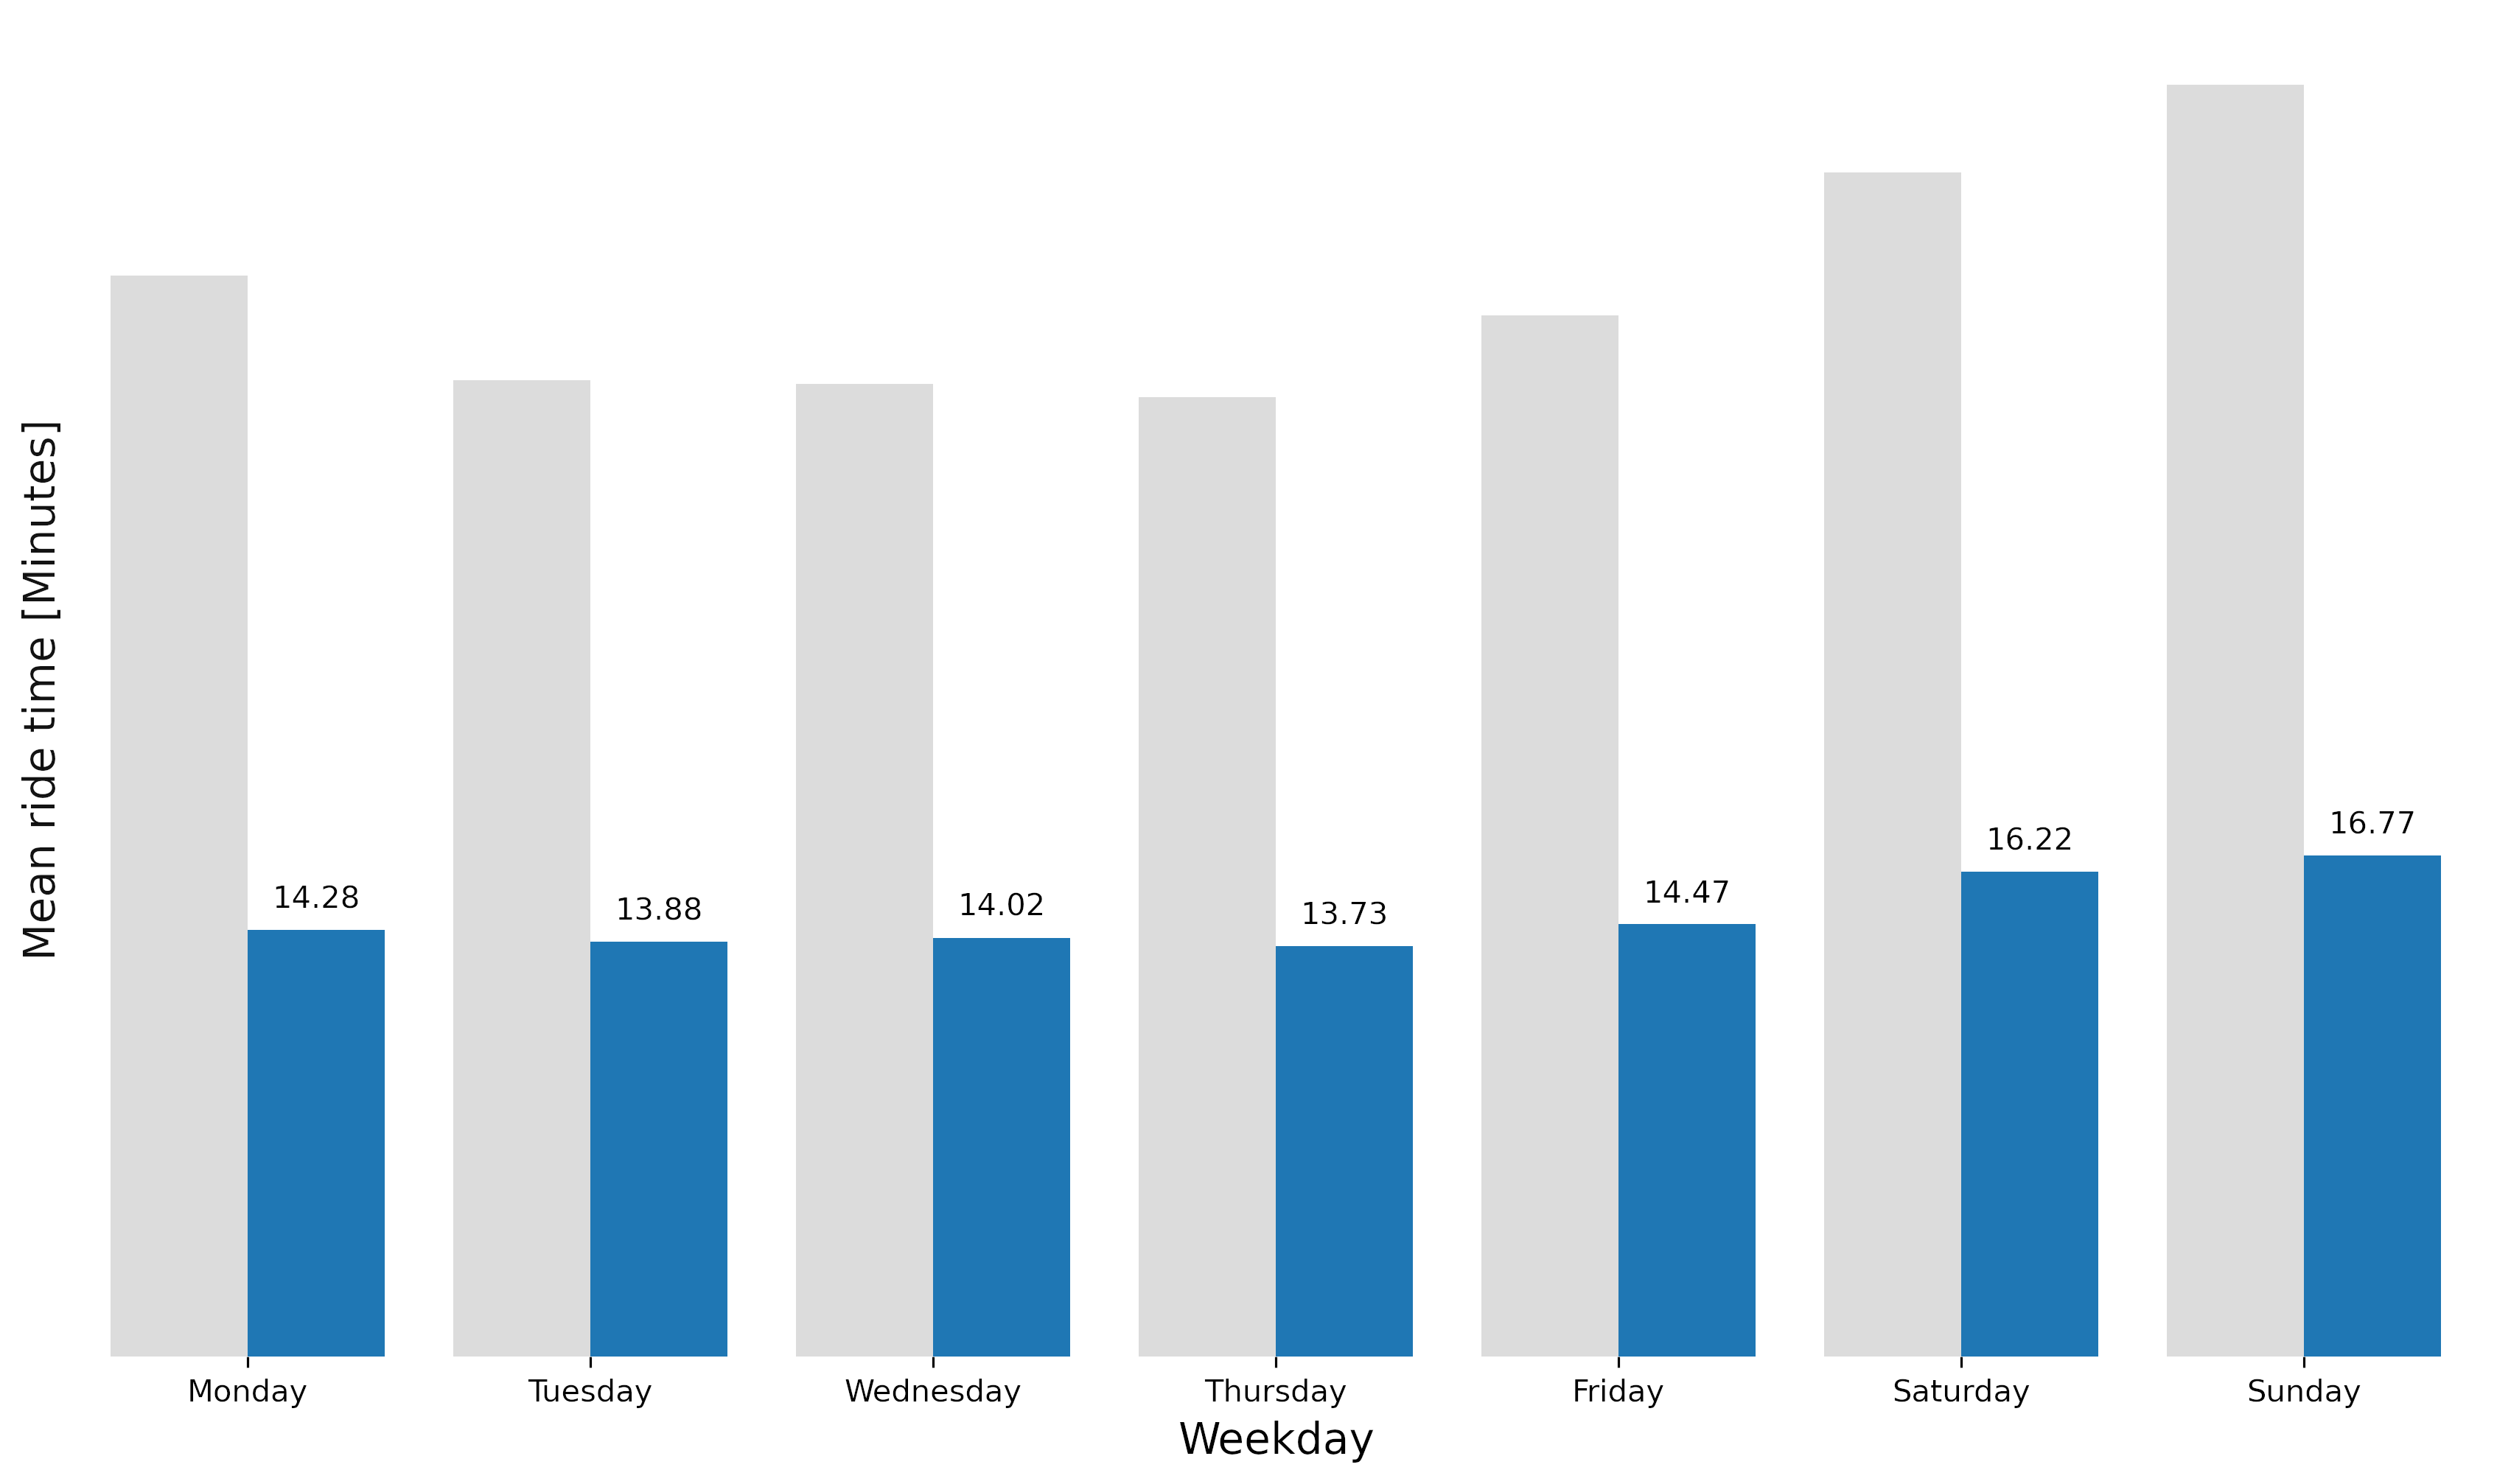 Mean ride time [Minutes]
14.28
13.88
14.02
13.73
14.47
16.22
16.77
Monday
Tuesday
Wednesday
Thursday
Friday
Saturday
Sunday
Weekday